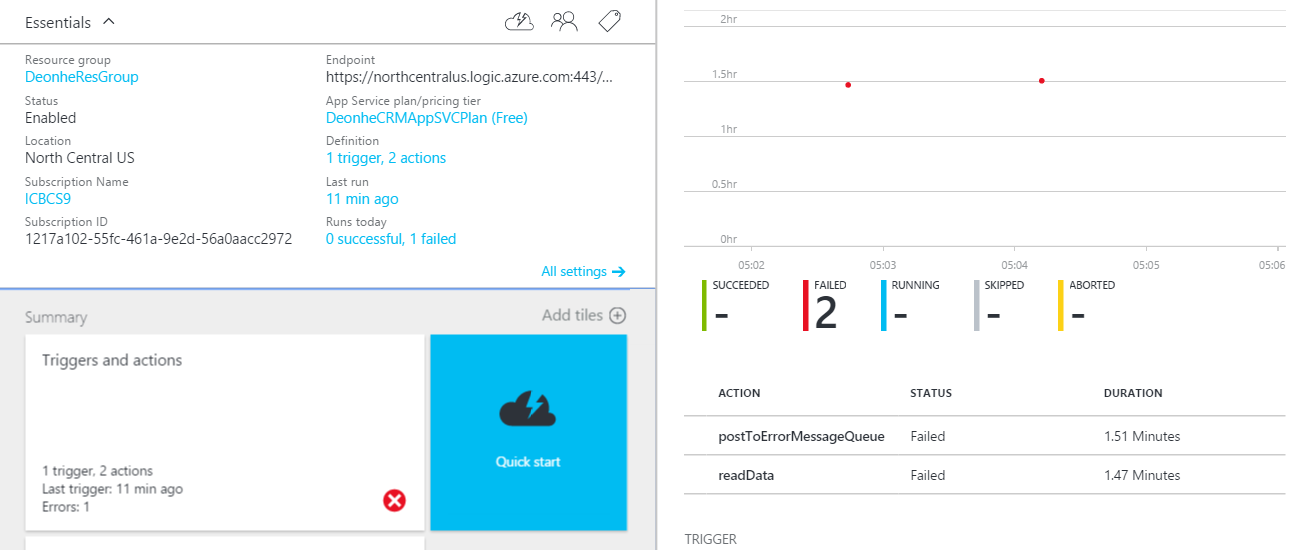 Essentials
Resource group
DeonheResGroup
Status
Enabled
Location
North Central US
Subscription Name
ICBCS9
Subscription ID
1217a102-55fc-461a-9e2d-56a0aacc2972
Endpoint
https://northcentralus.logic.azure.com:443/...
App Service plan/pricing tier
DeonheCRMAppSVCPlan (Free)
Definition
1 trigger, 2 actions
Last run
11 min ago
Runs today
0 successful, 1 failed
All settings
Summary
Add tiles
Triggers and actions
1 trigger, 2 actions
Last trigger: 11 min ago
Errors: 1
Quick start
2hr
1.5hr
1hr
0.5hr
0hr
05:02 05:03 05:04 05:05 05:06
SUCCEEDED
-
FAILED
2
RUNNING
-
SKIPPED
-
ABORTED
-
ACTION STATUS DURATION
postToErrorMessageQueue Failed 1.51 Minutes
readData Failed 1.47 Minutes
TRIGGER